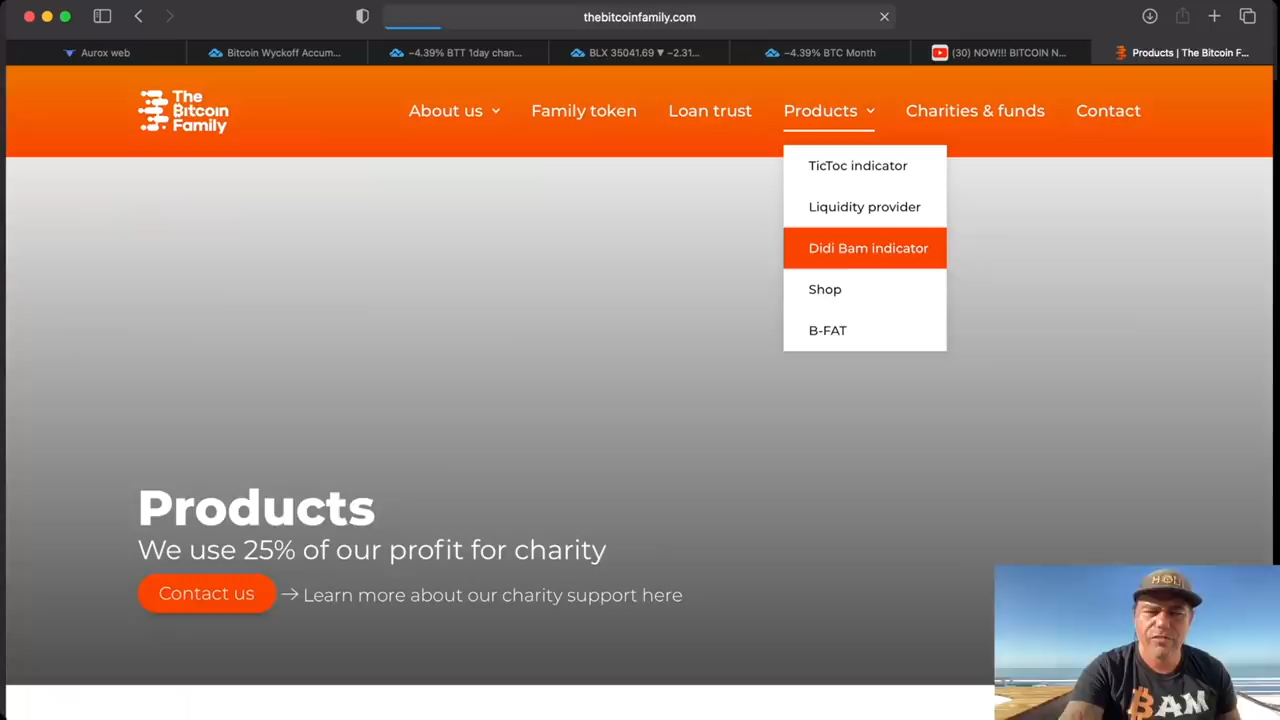 thebitcoinfamily.com
Aurox web
Bitcoin Wyckoff Accum...
−4.39% BTT 1day chan...
BLX 35041.69 ▼ −2.31...
−4.39% BTC Month
(30) NOW!!! BITCOIN N...
Products | The Bitcoin F...
The
Bitcoin
Family
About us
Family token
Loan trust
Products
Charities & funds
Contact
TicToc indicator
Liquidity provider
Didi Bam indicator
Shop
B-FAT
Products
We use 25% of our profit for charity
Contact us
→ Learn more about our charity support here
BAM